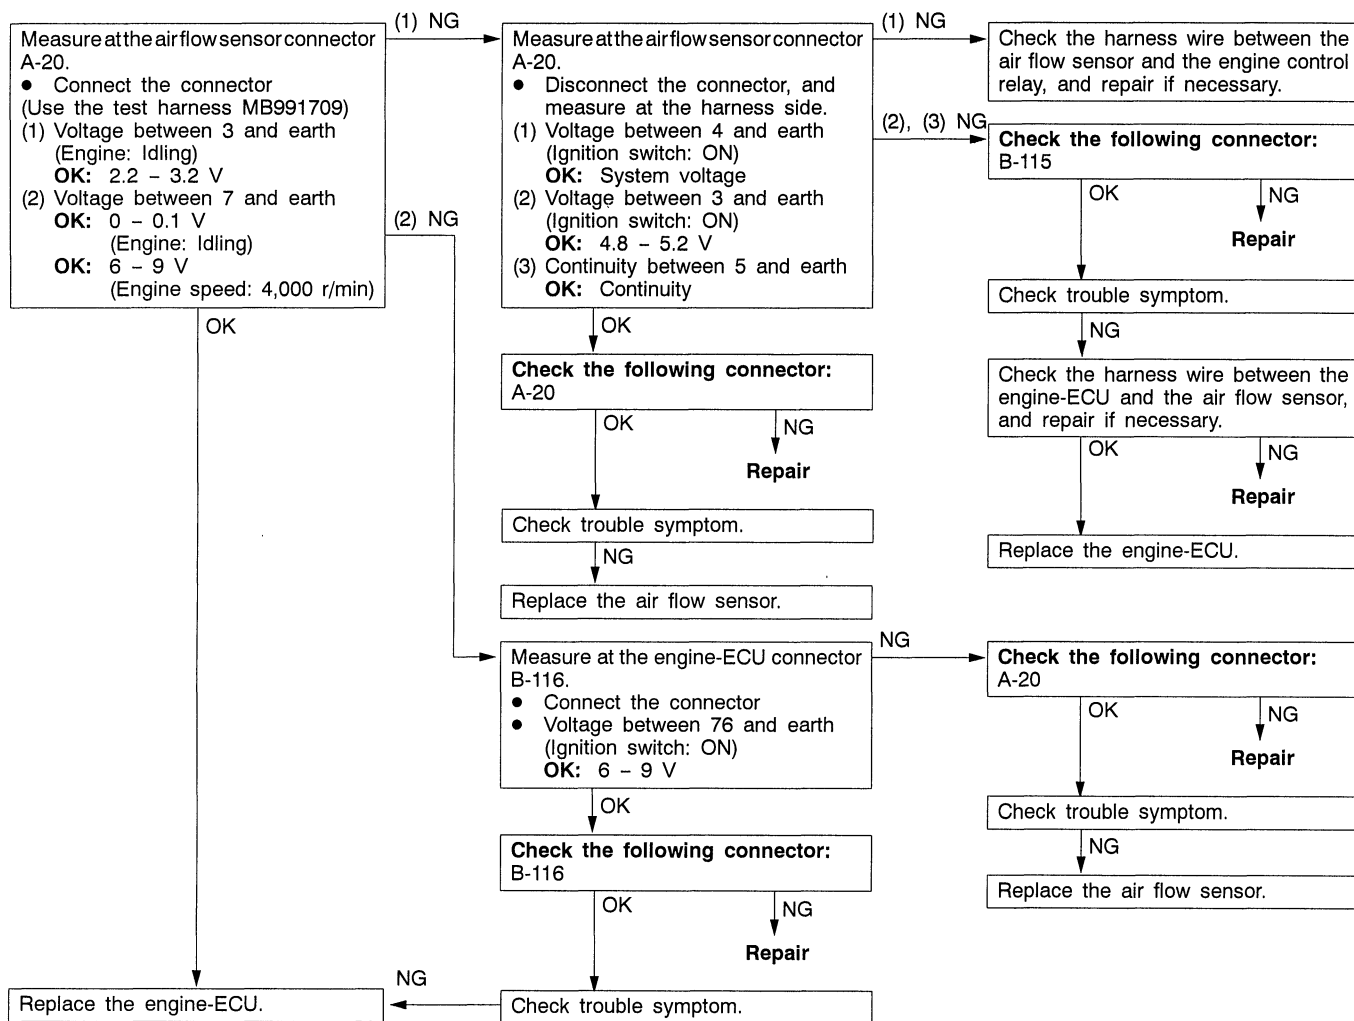 (1) NG
Measure at the air flow sensor connector
A-20.
● Connect the connector
(Use the test harness MB991709)
(1) Voltage between 3 and earth
(Engine: Idling)
OK: 2.2 – 3.2 V
(2) Voltage between 7 and earth
OK: 0 – 0.1 V
(Engine: Idling)
OK: 6 – 9 V
(Engine speed: 4,000 r/min)
(2) NG
OK
Measure at the air flow sensor connector
A-20.
● Disconnect the connector, and
measure at the harness side.
(1) Voltage between 4 and earth
(Ignition switch: ON)
OK: System voltage
(2) Voltage between 3 and earth
(Ignition switch: ON)
OK: 4.8 – 5.2 V
(3) Continuity between 5 and earth
OK: Continuity
(1) NG
Check the harness wire between the
air flow sensor and the engine control
relay, and repair if necessary.
(2), (3) NG
Check the following connector:
B-115
OK
NG
Repair
Check trouble symptom.
NG
Check the harness wire between the
engine-ECU and the air flow sensor,
and repair if necessary.
OK
NG
Repair
Replace the engine-ECU.
OK
Check the following connector:
A-20
OK
NG
Repair
Check trouble symptom.
NG
Replace the air flow sensor.
Measure at the engine-ECU connector
B-116.
● Connect the connector
● Voltage between 76 and earth
(Ignition switch: ON)
OK: 6 – 9 V
NG
Check the following connector:
A-20
OK
NG
Repair
Check trouble symptom.
NG
Replace the air flow sensor.
OK
Check the following connector:
B-116
OK
NG
Repair
Check trouble symptom.
NG
Replace the engine-ECU.